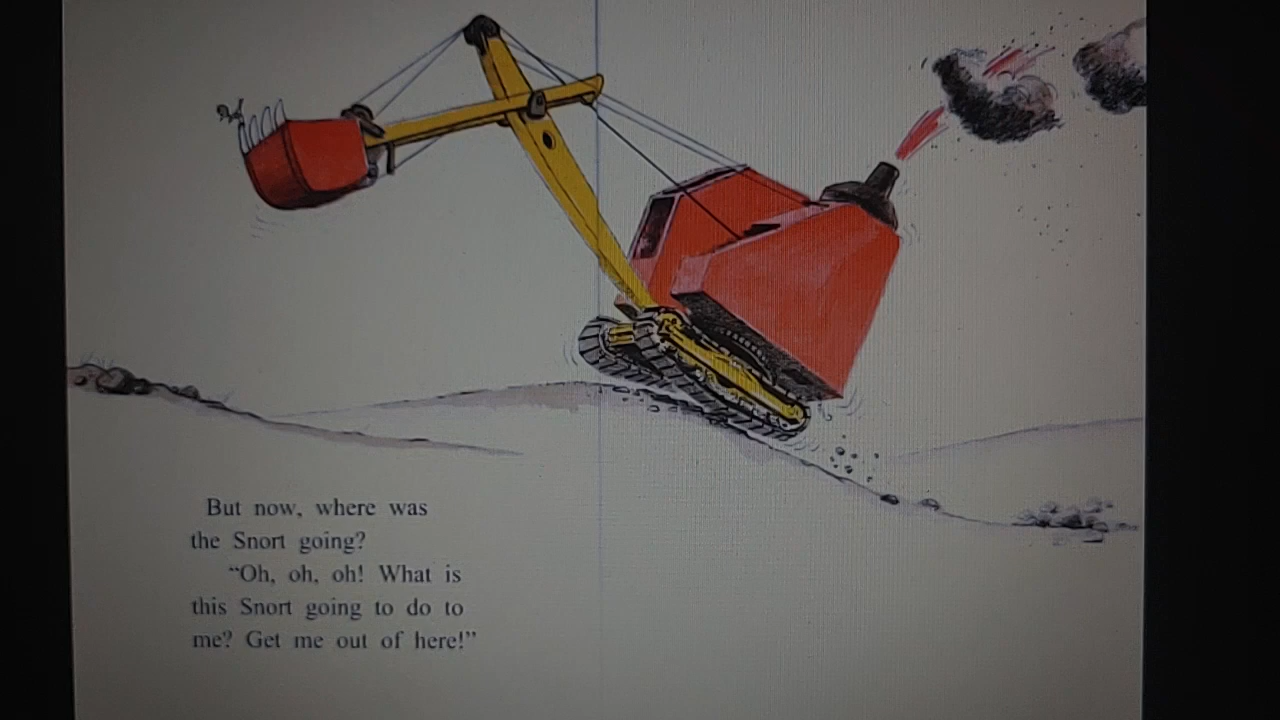 But now, where was
the Snort going?
“Oh, oh, oh! What is
this Snort going to do to
me? Get me out of here!”